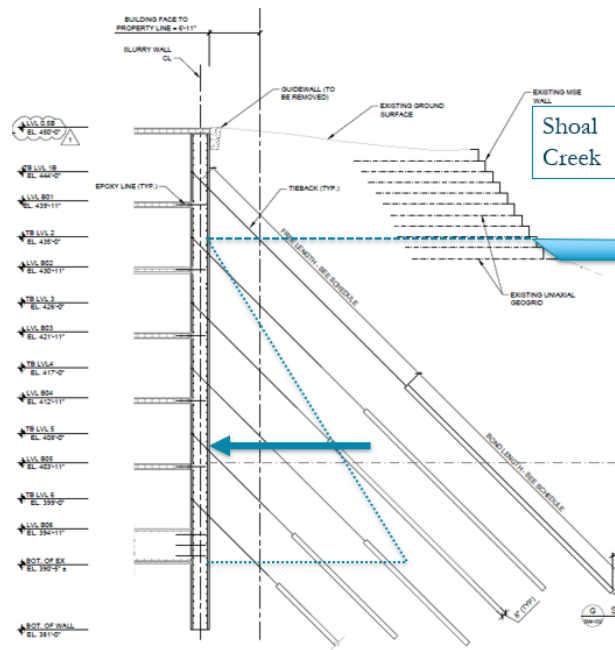 BUILDING FACE TO
PROPERTY LINE = 5'-11"
SLURRY WALL
CL
GUIDEWALL (TO
BE REMOVED)
EXISTING GROUND
SURFACE
EXISTING MSE
WALL
Shoal
Creek
LVL 0.5B
EL. 450'-0"
1
TB LVL 1B
EL. 444'-0"
EPOXY LINE (TYP.)
TIEBACK (TYP.)
LVL B01
EL. 439'-11"
TB LVL 2
EL. 435'-0"
FREE LENGTH - SEE SCHEDULE
LVL B02
EL. 430'-11"
EXISTING UNIAXIAL
GEOGRID
TB LVL 3
EL. 426'-0"
LVL B03
EL. 421'-11"
TB LVL4
EL. 417'-0"
LVL B04
EL. 412'-11"
TB LVL 5
EL. 408'-0"
BOND LENGTH - SEE SCHEDULE
LVL B05
EL. 403'-11"
TB LVL 6
EL. 399'-0"
LVL B06
EL. 394'-11"
BOT. OF EX
EL. 390'-5" ±
8" (TYP.)
G
BOT. OF WALL
EL. 381'-0"